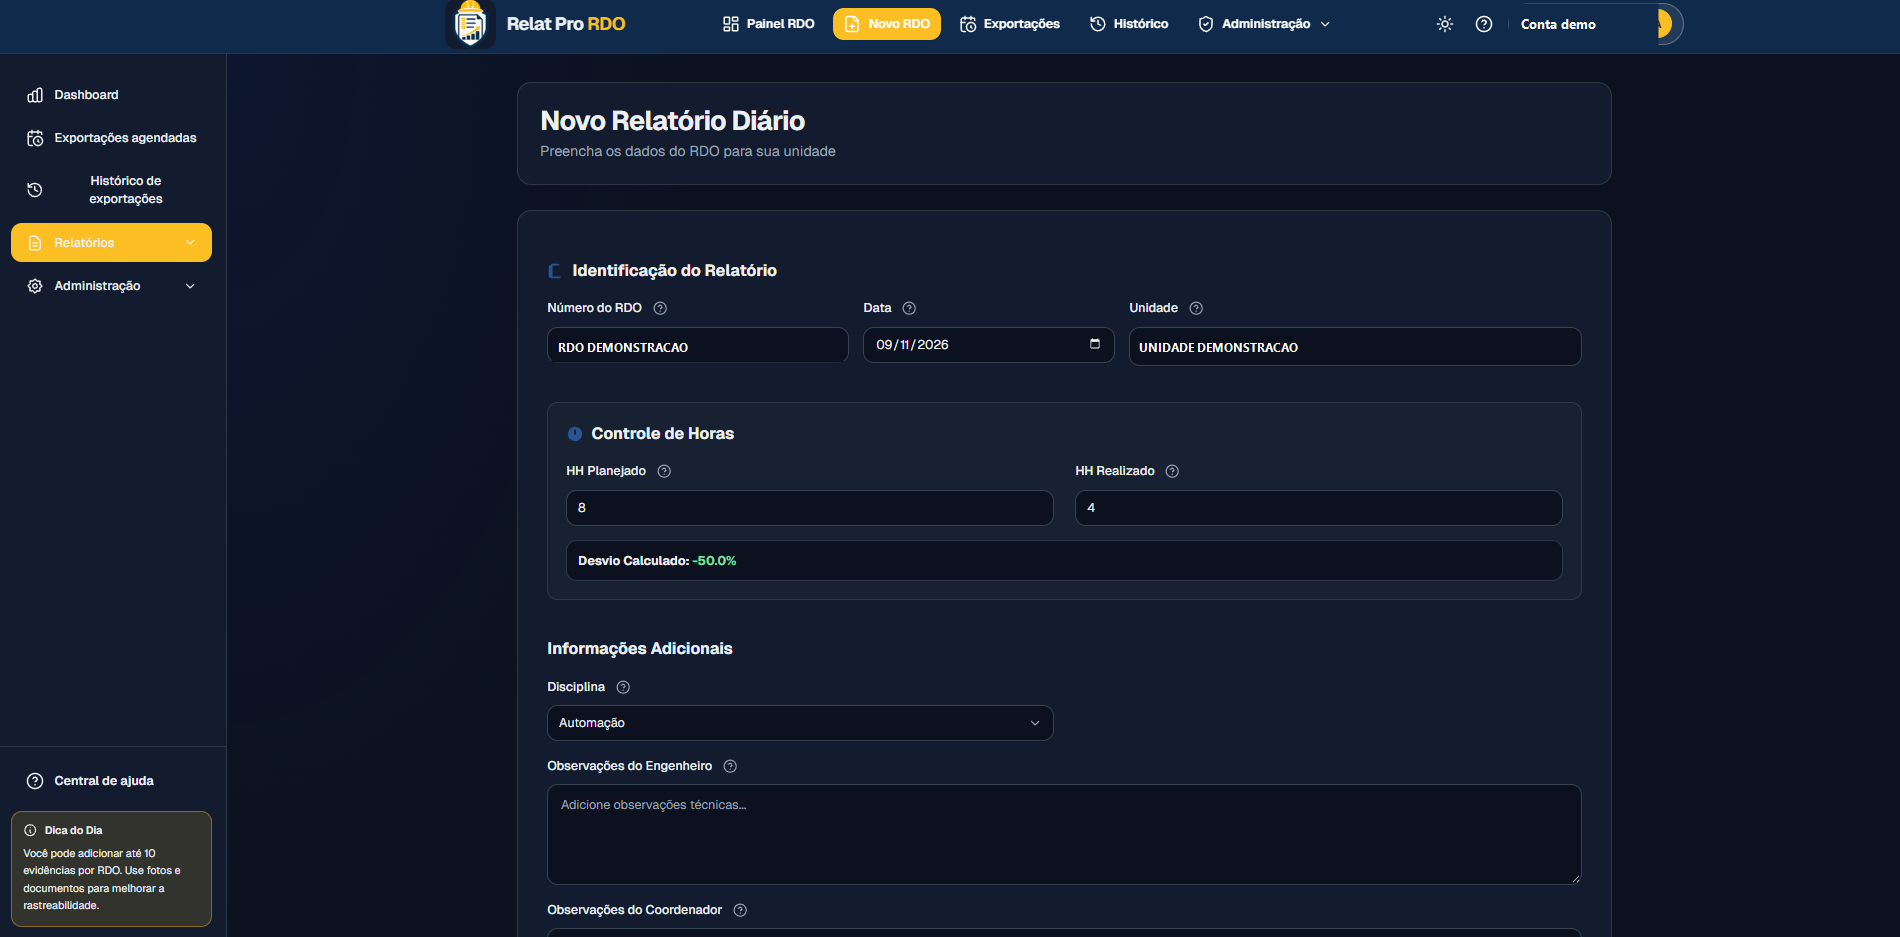 Relat Pro RDO
Painel RDO
Novo RDO
Exportações
Histórico
Administração
Conta demo
Dashboard
Exportações agendadas
Histórico de
exportações
Relatórios
Administração
Central de ajuda
Dica do Dia
Você pode adicionar até 10
evidências por RDO. Use fotos e
documentos para melhorar a
rastreabilidade.
Novo Relatório Diário
Preencha os dados do RDO para sua unidade
Identificação do Relatório
Número do RDO
Data
Unidade
RDO DEMONSTRACAO
09/11/2026
UNIDADE DEMONSTRACAO
Controle de Horas
HH Planejado
HH Realizado
8
4
Desvio Calculado: -50.0%
Informações Adicionais
Disciplina
Automação
Observações do Engenheiro
Adicione observações técnicas...
Observações do Coordenador